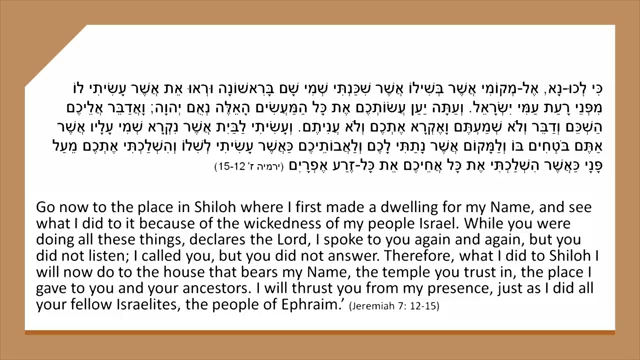 כִּי לְכוּ-נָא, אֶל-מְקוֹמִי אֲשֶׁר בְּשִׁילוֹ אֲשֶׁר שִׁכַּנְתִּי שְׁמִי שָׁם בָּרִאשׁוֹנָה וּרְאוּ אֵת אֲשֶׁר עָשִׂיתִי לוֹ
מִפְּנֵי רָעַת עַמִּי יִשְׂרָאֵל. וְעַתָּה יַעַן עֲשׂוֹתְכֶם אֶת כָּל הַמַּעֲשִׂים הָאֵלֶּה נְאֻם יְהוָה; וָאֲדַבֵּר אֲלֵיכֶם
הַשְׁכֵּם וְדַבֵּר וְלֹא שְׁמַעְתֶּם וָאֶקְרָא אֶתְכֶם וְלֹא עֲנִיתֶם. וְעָשִׂיתִי לַבַּיִת אֲשֶׁר נִקְרָא שְׁמִי עָלָיו אֲשֶׁר
אַתֶּם בֹּטְחִים בּוֹ וְלַמָּקוֹם אֲשֶׁר נָתַתִּי לָכֶם וְלַאֲבוֹתֵיכֶם כַּאֲשֶׁר עָשִׂיתִי לְשִׁלוֹ וְהִשְׁלַכְתִּי אֶתְכֶם מֵעַל
פָּנָי כַּאֲשֶׁר הִשְׁלַכְתִּי אֶת כָּל אֲחֵיכֶם אֵת כָּל-זֶרַע אֶפְרָיִם (ירמיה ז' 15-12)
Go now to the place in Shiloh where I first made a dwelling for my Name, and see
what I did to it because of the wickedness of my people Israel. While you were
doing all these things, declares the Lord, I spoke to you again and again, but you
did not listen; I called you, but you did not answer. Therefore, what I did to Shiloh I
will now do to the house that bears my Name, the temple you trust in, the place I
gave to you and your ancestors. I will thrust you from my presence, just as I did all
your fellow Israelites, the people of Ephraim.’ (Jeremiah 7: 12-15)